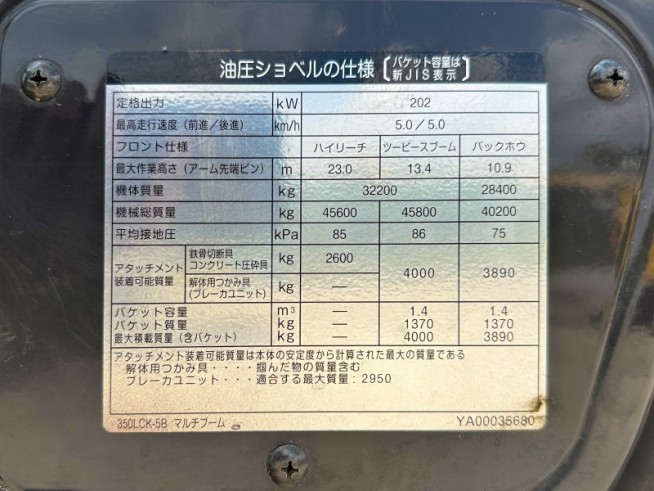 油圧ショベルの仕様 〔バケット容量は 新JIS表示〕
定格出力 kW 202
最高走行速度（前進／後進） km/h 5.0／5.0
フロント仕様 ハイリーチ ツーピースブーム バックホウ
最大作業高さ（アーム先端ピン） m 23.0 13.4 10.9
機体質量 kg 32200 28400
機械総質量 kg 45600 45800 40200
平均接地圧 kPa 85 86 75
アタッチメント 装着可能質量 鉄骨切断具 コンクリート圧砕具 kg 2600 4000 3890
解体用つかみ具 (ブレーカユニット) kg ―
バケット容量 m³ ― 1.4 1.4
バケット質量 kg ― 1370 1370
最大積載質量（含バケット） kg ― 4000 3890
アタッチメント装着可能質量は本体の安定度から計算された最大の質量である
解体用つかみ具・・・・掴んだ物の質量含む
ブレーカユニット・・・・適合する最大質量：2950
350LCK-5B マルチブーム YA00035680